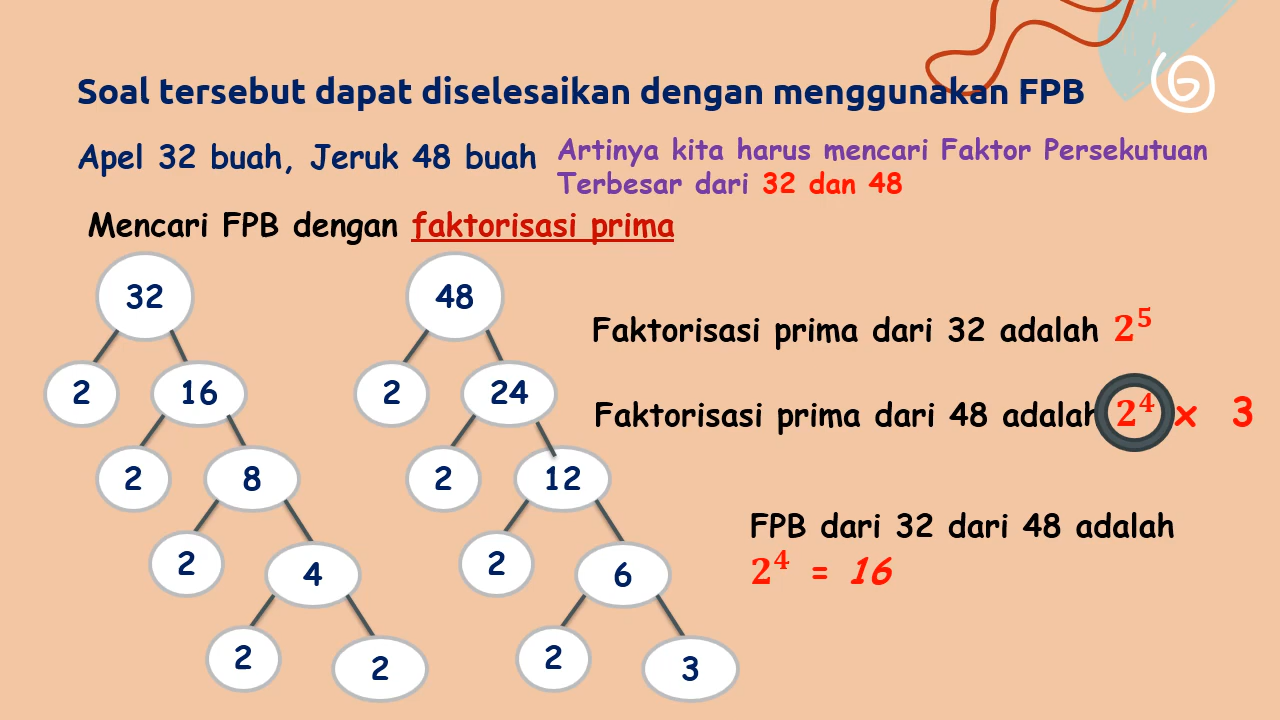 Soal tersebut dapat diselesaikan dengan menggunakan FPB
Apel 32 buah, Jeruk 48 buah
Artinya kita harus mencari Faktor Persekutuan
Terbesar dari 32 dan 48
Mencari FPB dengan faktorisasi prima
32
2 16
2 8
2 4
2 2
48
2 24
2 12
2 6
2 3
Faktorisasi prima dari 32 adalah 2⁵
Faktorisasi prima dari 48 adalah 2⁴ x 3
FPB dari 32 dari 48 adalah
2⁴ = 16